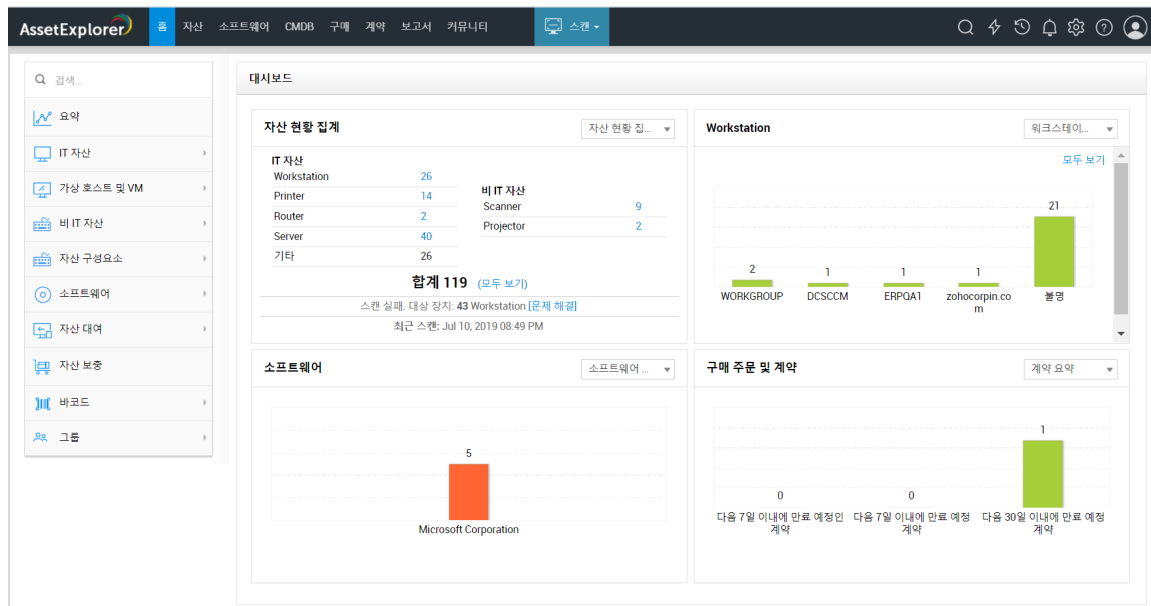 AssetExplorer 홈 자산 소프트웨어 CMDB 구매 계약 보고서 커뮤니티 스캔
검색...
요약
IT 자산
가상 호스트 및 VM
비 IT 자산
자산 구성요소
소프트웨어
자산 대여
자산 보충
바코드
그룹
대시보드
자산 현황 집계 자산 현황 집...
IT 자산
Workstation 26
Printer 14
Router 2
Server 40
기타 26
비 IT 자산
Scanner 9
Projector 2
합계 119 (모두 보기)
스캔 실패. 대상 장치: 43 Workstation [문제 해결]
최근 스캔: Jul 10, 2019 08:49 PM
Workstation 워크스테이...
모두 보기
2 1 1 1 21
WORKGROUP DCSCCM ERPQA1 zohocorpin.co 불명
m
소프트웨어 소프트웨어 ...
5
Microsoft Corporation
구매 주문 및 계약 계약 요약
0 0 1
다음 7일 이내에 만료 예정인 다음 7일 이내에 만료 예정 다음 30일 이내에 만료 예정
계약 계약 계약